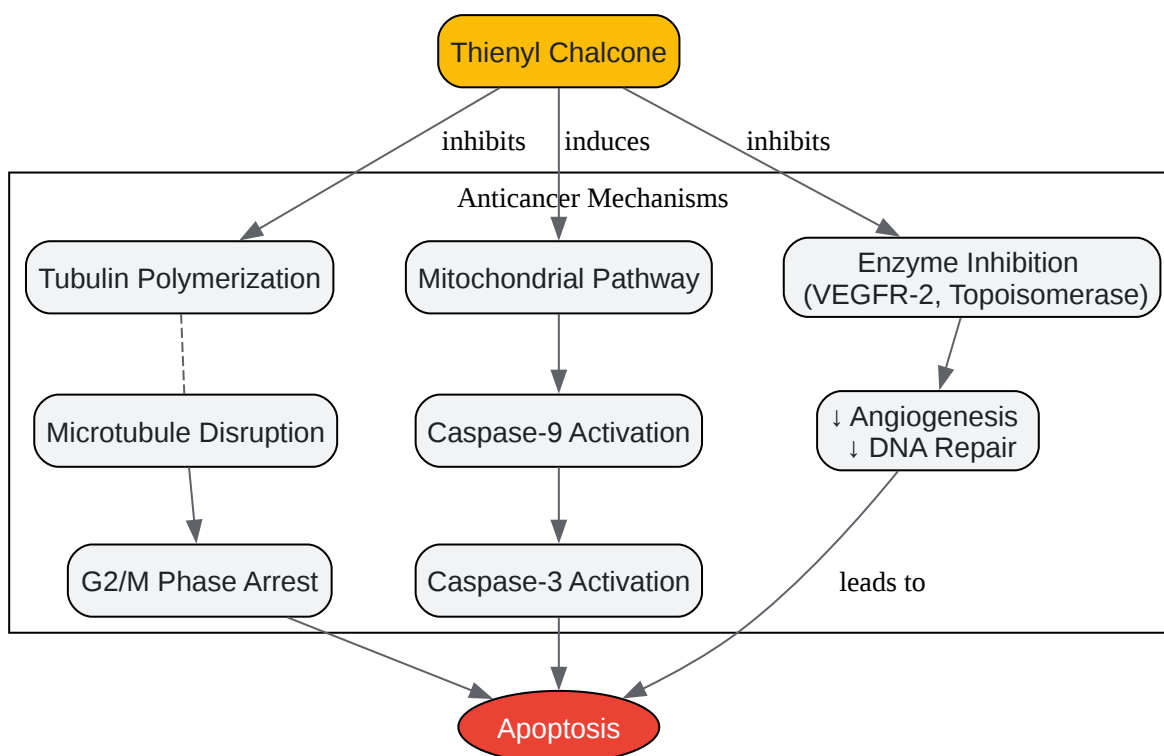 Thienyl Chalcone
inhibits
induces
inhibits
Anticancer Mechanisms
Tubulin Polymerization
Mitochondrial Pathway
Enzyme Inhibition
(VEGFR-2, Topoisomerase)
Microtubule Disruption
Caspase-9 Activation
↓ Angiogenesis
↓ DNA Repair
G2/M Phase Arrest
Caspase-3 Activation
leads to
Apoptosis